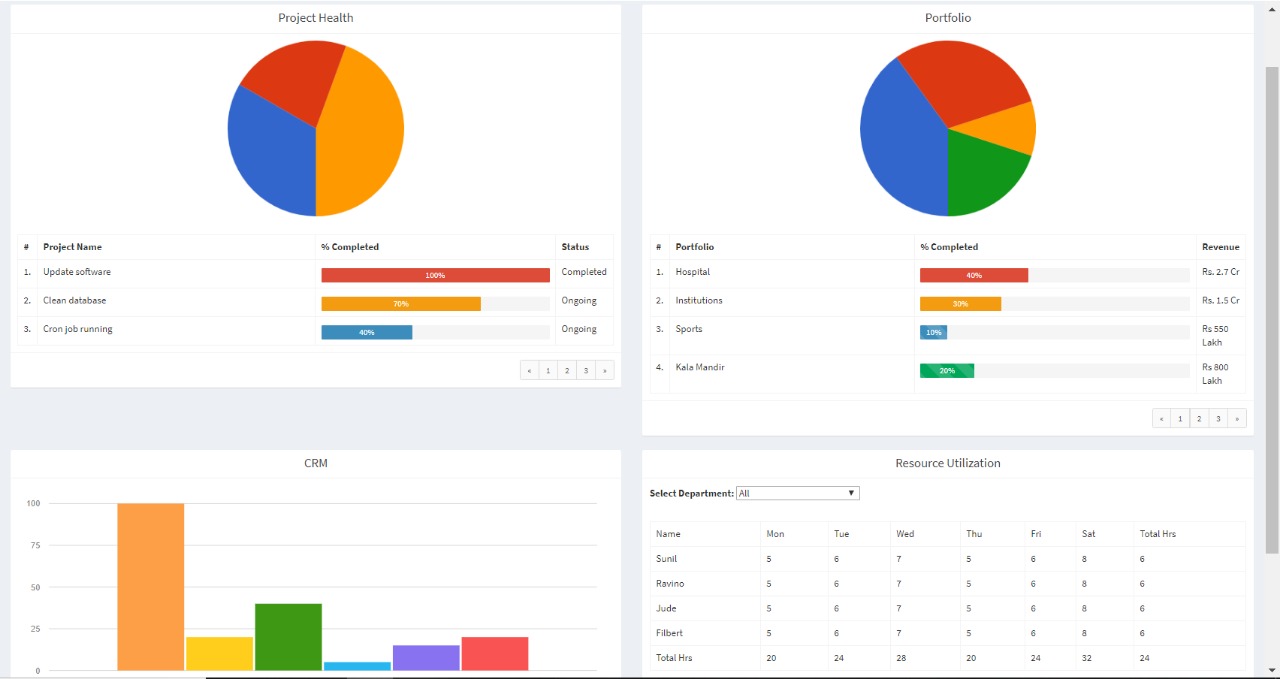 Project Health
# Project Name % Completed Status
1. Update software 100% Completed
2. Clean database 70% Ongoing
3. Cron job running 40% Ongoing
« 1 2 3 »
Portfolio
# Portfolio % Completed Revenue
1. Hospital 40% Rs. 2.7 Cr
2. Institutions 30% Rs. 1.5 Cr
3. Sports 10% Rs 550
Lakh
4. Kala Mandir 20% Rs 800
Lakh
« 1 2 3 »
CRM
100
75
50
25
0
Resource Utilization
Select Department: All
Name Mon Tue Wed Thu Fri Sat Total Hrs
Sunil 5 6 7 5 6 8 6
Ravino 5 6 7 5 6 8 6
Jude 5 6 7 5 6 8 6
Filbert 5 6 7 5 6 8 6
Total Hrs 20 24 28 20 24 32 24